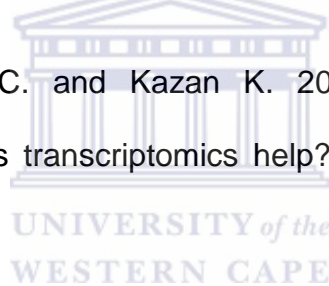 C. and Kazan K. 20
s transcriptomics help?
UNIVERSITY of the
WESTERN CAPE